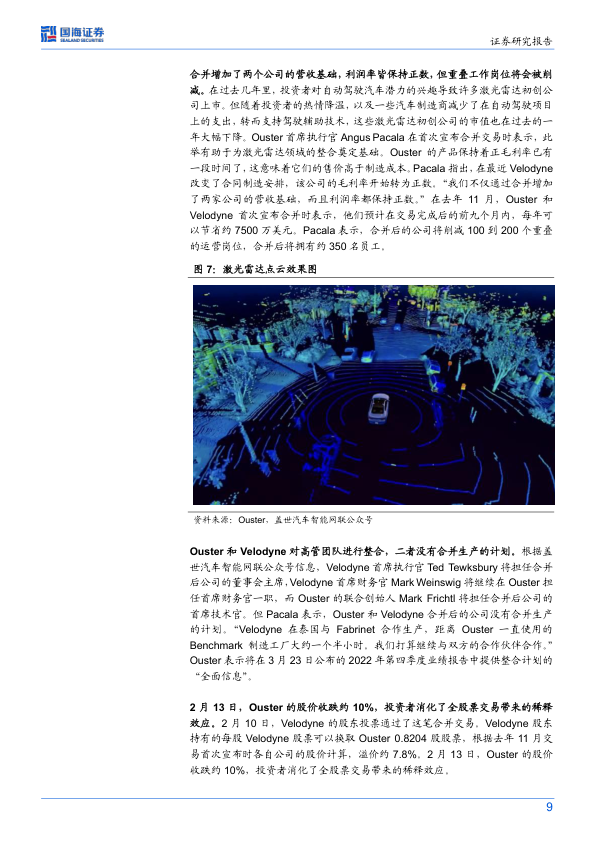 国海证券
SEALAND SECURITIES
证券研究报告
合并增加了两个公司的营收基础，利润率皆保持正数，但重叠工作岗位将会被削
减。在过去几年里，投资者对自动驾驶汽车潜力的兴趣导致许多激光雷达初创公
司上市。但随着投资者的热情降温，以及一些汽车制造商减少了在自动驾驶项目
上的支出，转而支持驾驶辅助技术，这些激光雷达初创公司的市值也在过去的一
年大幅下降。Ouster 首席执行官 Angus Pacala 在首次宣布合并交易时表示，此
举有助于为激光雷达领域的整合奠定基础。Ouster 的产品保持着正毛利率已有
一段时间了，这意味着它们的售价高于制造成本。Pacala 指出，在最近 Velodyne
改变了合同制造安排，该公司的毛利率开始转为正数。“我们不仅通过合并增加
了两家公司的营收基础，而且利润率都保持正数。”在去年 11 月，Ouster 和
Velodyne 首次宣布合并时表示，他们预计在交易完成后的前九个月内，每年可
以节省约 7500 万美元。Pacala 表示，合并后的公司将削减 100 到 200 个重叠
的运营岗位，合并后将拥有约 350 名员工。
图 7：激光雷达点云效果图
资料来源：Ouster，盖世汽车智能网联公众号
Ouster 和 Velodyne 对高管团队进行整合，二者没有合并生产的计划。根据盖
世汽车智能网联公众号信息，Velodyne 首席执行官 Ted Tewksbury 将担任合并
后公司的董事会主席，Velodyne 首席财务官 Mark Weinswig 将继续在 Ouster 担
任首席财务官一职，而 Ouster 的联合创始人 Mark Frichtl 将担任合并后公司的
首席技术官。但 Pacala 表示，Ouster 和 Velodyne 合并后的公司没有合并生产
的计划。“Velodyne 在泰国与 Fabrinet 合作生产，距离 Ouster 一直使用的
Benchmark 制造工厂大约一个半小时。我们打算继续与双方的合作伙伴合作。”
Ouster 表示将在 3 月 23 日公布的 2022 年第四季度业绩报告中提供整合计划的
“全面信息”。
2 月 13 日，Ouster 的股价收跌约 10%，投资者消化了全股票交易带来的稀释
效应。2 月 10 日，Velodyne 的股东投票通过了这笔合并交易。Velodyne 股东
持有的每股 Velodyne 股票可以换取 Ouster 0.8204 股股票，根据去年 11 月交
易首次宣布时各自公司的股价计算，溢价约 7.8%。2 月 13 日，Ouster 的股价
收跌约 10%，投资者消化了全股票交易带来的稀释效应。
9